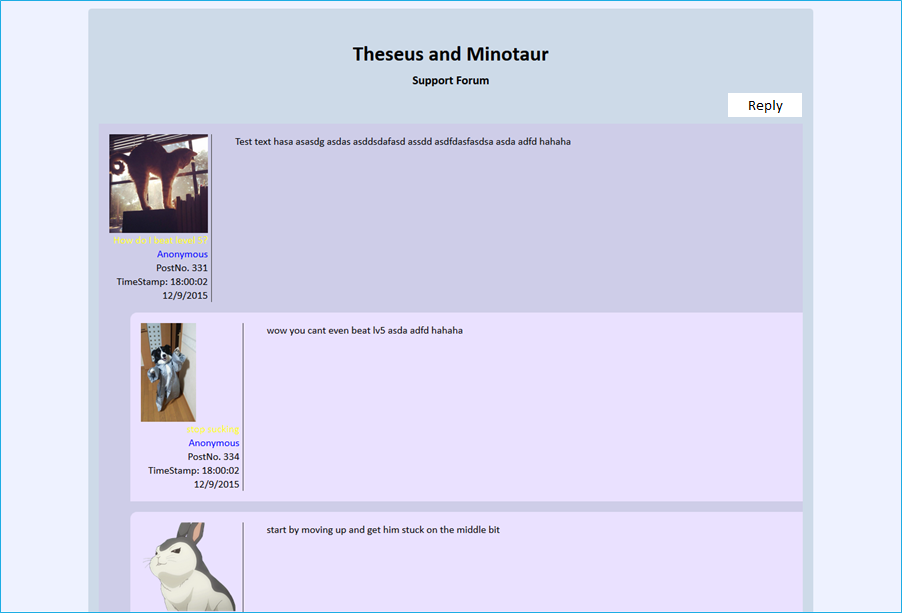 Theseus and Minotaur
Support Forum
Reply
Test text hasa asasdg asdas asddsdafasd assdd asdfdasfasdsa asda adfd hahaha
How do I beat level 5?
Anonymous
PostNo. 331
TimeStamp: 18:00:02
12/9/2015
wow you cant even beat lv5 asda adfd hahaha
Anonymous
PostNo. 334
TimeStamp: 18:00:02
12/9/2015
start by moving up and get him stuck on the middle bit